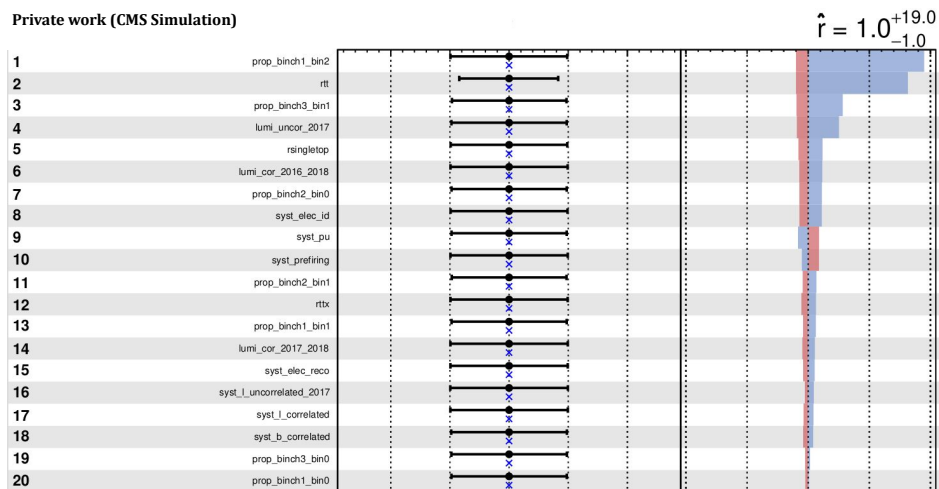 Private work (CMS Simulation)
r̂ = 1.0 +19.0 −1.0
1 prop_binch1_bin2
2 rtt
3 prop_binch3_bin1
4 lumi_uncor_2017
5 rsingletop
6 lumi_cor_2016_2018
7 prop_binch2_bin0
8 syst_elec_id
9 syst_pu
10 syst_prefiring
11 prop_binch2_bin1
12 rttx
13 prop_binch1_bin1
14 lumi_cor_2017_2018
15 syst_elec_reco
16 syst_l_uncorrelated_2017
17 syst_l_correlated
18 syst_b_correlated
19 prop_binch3_bin0
20 prop_binch1_bin0